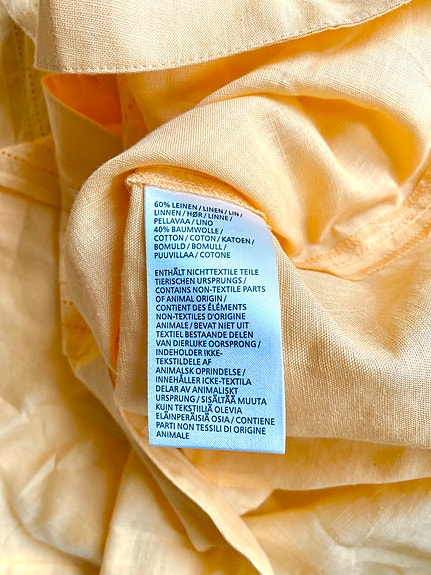 60% LEINEN / LINEN / LIN /
LINNEN / HØR / LINNE /
PELLAVAA / LINO
40% BAUMWOLLE /
COTTON / COTON / KATOEN /
BOMULD / BOMULL /
PUUVILLAA / COTONE
ENTHÄLT NICHTTEXTILE TEILE
TIERISCHEN URSPRUNGS /
CONTAINS NON-TEXTILE PARTS
OF ANIMAL ORIGIN /
CONTIENT DES ÉLÉMENTS
NON-TEXTILES D'ORIGINE
ANIMALE / BEVAT NIET UIT
TEXTIEL BESTAANDE DELEN
VAN DIERLIJKE OORSPRONG /
INDEHOLDER IKKE-
TEKSTILDELE AF
ANIMALSK OPRINDELSE /
INNEHÅLLER ICKE-TEXTILA
DELAR AV ANIMALISKT
URSPRUNG / SISÄLTÄÄ MUUTA
KUIN TEKSTIILIÄ OLEVIA
ELÄINPERÄISIÄ OSIA / CONTIENE
PARTI NON TESSILI DI ORIGINE
ANIMALE